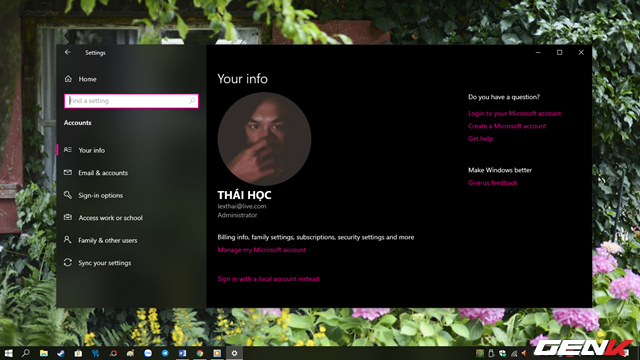 Settings
Home
Find a setting
Accounts
Your info
Email & accounts
Sign-in options
Access work or school
Family & other users
Sync your settings
Your info
THÁI HỌC
lexthai@live.com
Administrator
Billing info, family settings, subscriptions, security settings and more
Manage my Microsoft account
Sign in with a local account instead
Do you have a question?
Login to your Microsoft account
Create a Microsoft account
Get help
Make Windows better
Give us feedback
GENK